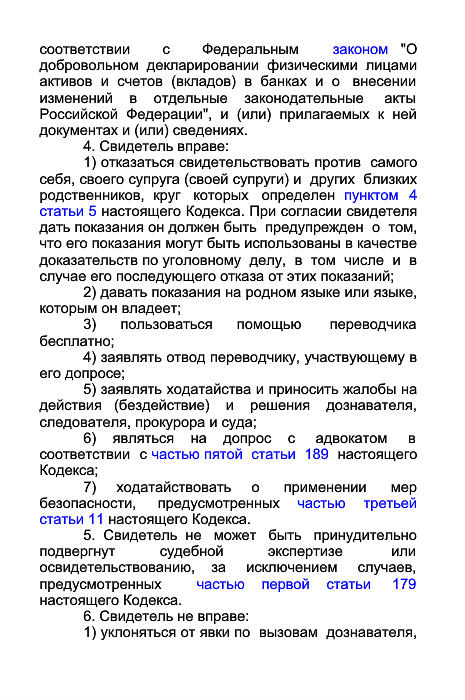 соответствии с Федеральным законом "О
добровольном декларировании физическими лицами
активов и счетов (вкладов) в банках и о внесении
изменений в отдельные законодательные акты
Российской Федерации", и (или) прилагаемых к ней
документах и (или) сведениях.
4. Свидетель вправе:
1) отказаться свидетельствовать против самого
себя, своего супруга (своей супруги) и других близких
родственников, круг которых определен пунктом 4
статьи 5 настоящего Кодекса. При согласии свидетеля
дать показания он должен быть предупрежден о том,
что его показания могут быть использованы в качестве
доказательств по уголовному делу, в том числе и в
случае его последующего отказа от этих показаний;
2) давать показания на родном языке или языке,
которым он владеет;
3) пользоваться помощью переводчика
бесплатно;
4) заявлять отвод переводчику, участвующему в
его допросе;
5) заявлять ходатайства и приносить жалобы на
действия (бездействие) и решения дознавателя,
следователя, прокурора и суда;
6) являться на допрос с адвокатом в
соответствии с частью пятой статьи 189 настоящего
Кодекса;
7) ходатайствовать о применении мер
безопасности, предусмотренных частью третьей
статьи 11 настоящего Кодекса.
5. Свидетель не может быть принудительно
подвергнут судебной экспертизе или
освидетельствованию, за исключением случаев,
предусмотренных частью первой статьи 179
настоящего Кодекса.
6. Свидетель не вправе:
1) уклоняться от явки по вызовам дознавателя,